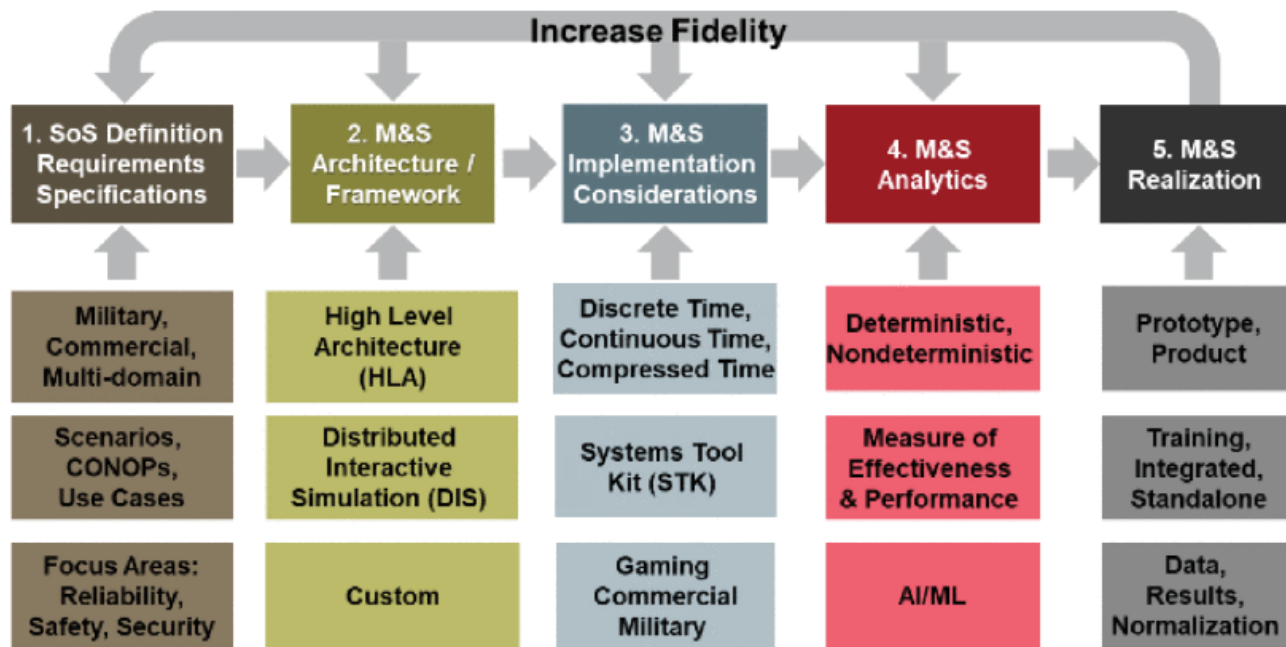 Increase Fidelity
1. SoS Definition
Requirements
Specifications
2. M&S
Architecture /
Framework
3. M&S
Implementation
Considerations
4. M&S
Analytics
5. M&S
Realization
Military,
Commercial,
Multi-domain
High Level
Architecture
(HLA)
Discrete Time,
Continuous Time,
Compressed Time
Deterministic,
Nondeterministic
Prototype,
Product
Scenarios,
CONOPs,
Use Cases
Distributed
Interactive
Simulation (DIS)
Systems Tool
Kit (STK)
Measure of
Effectiveness
& Performance
Training,
Integrated,
Standalone
Focus Areas:
Reliability,
Safety, Security
Custom
Gaming
Commercial
Military
AI/ML
Data,
Results,
Normalization